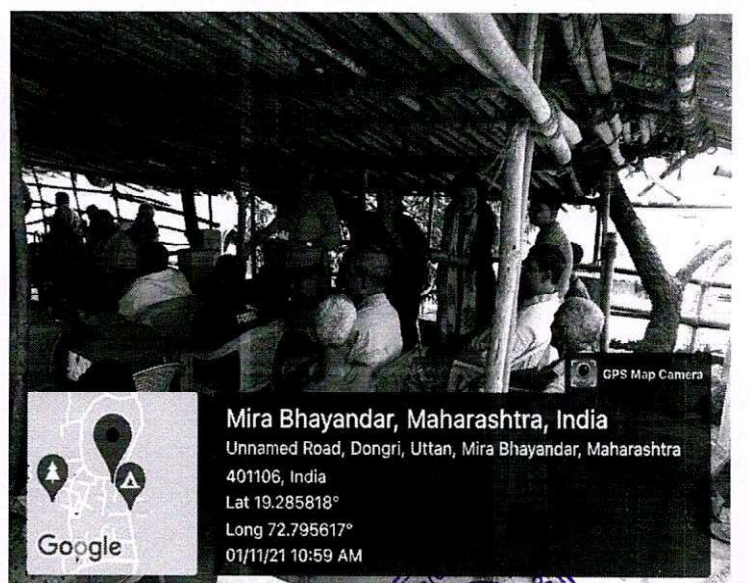 GPS Map Camera
Mira Bhayandar, Maharashtra, India
Unnamed Road, Dongri, Uttan, Mira Bhayandar, Maharashtra
401106, India
Lat 19.285818°
Long 72.795617°
01/11/21 10:59 AM
Google